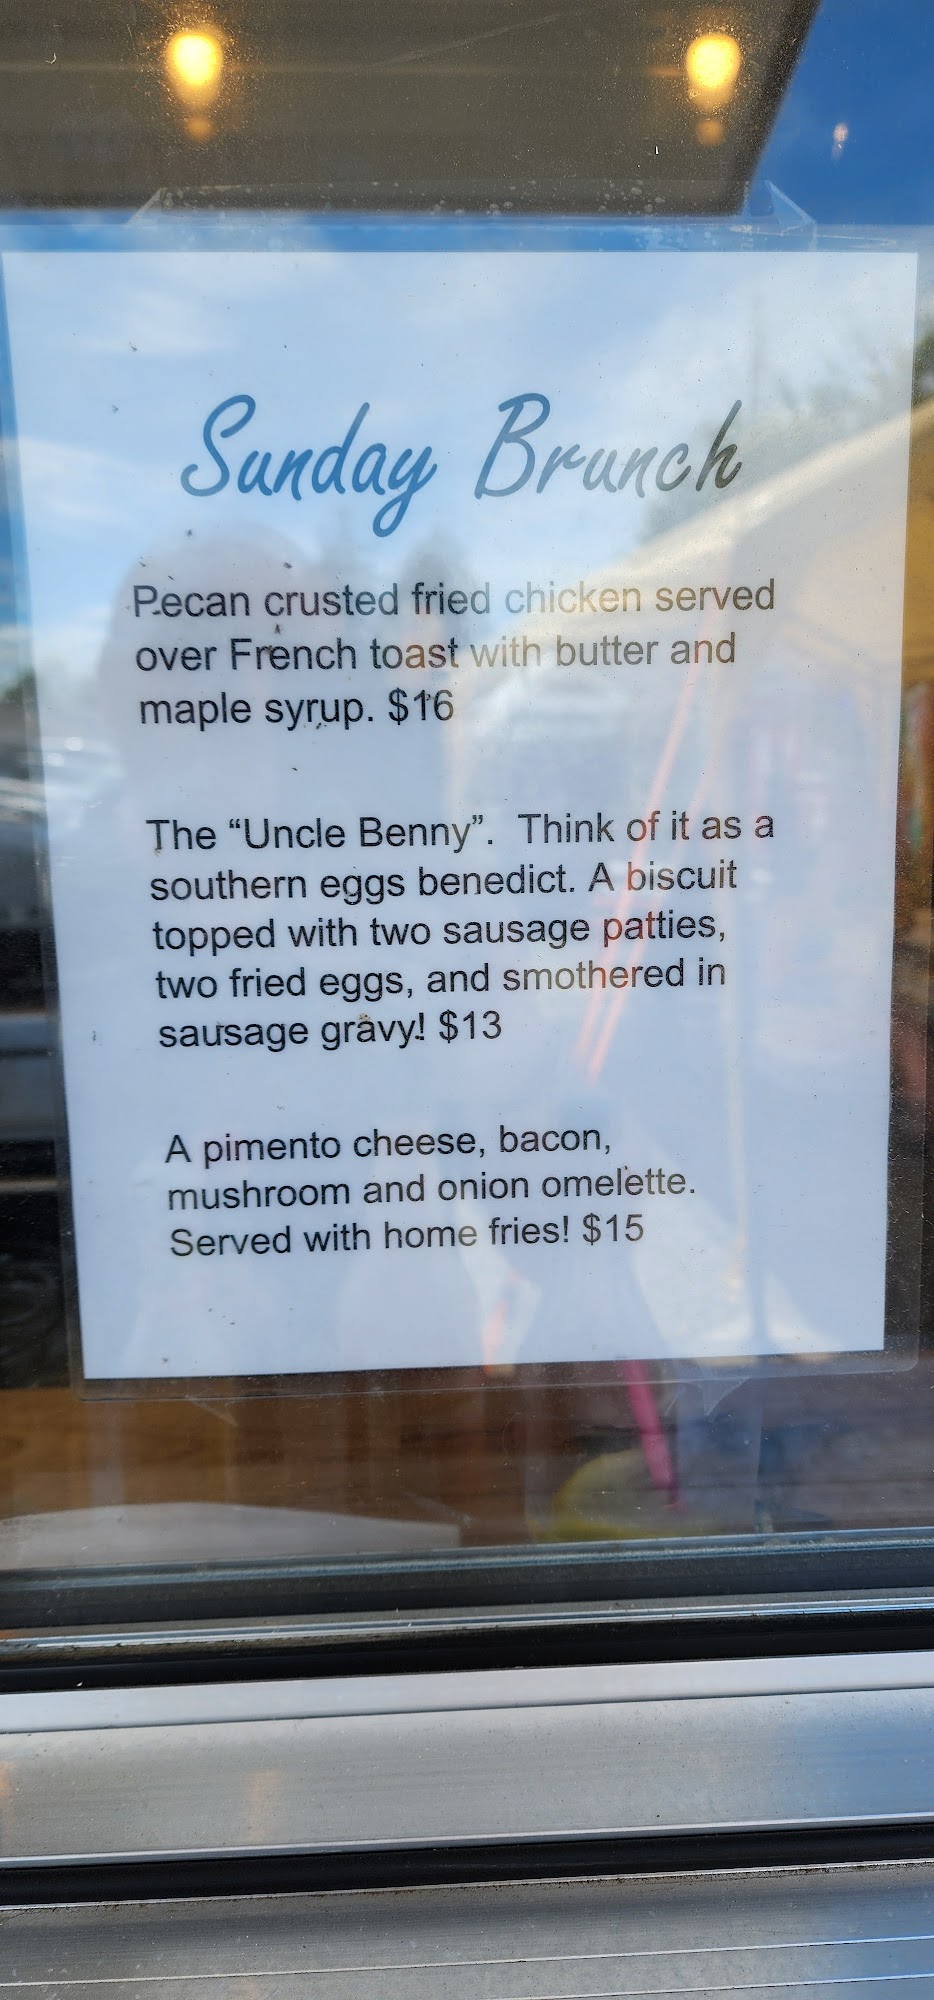 Sunday Brunch
Pecan crusted fried chicken served
over French toast with butter and
maple syrup. $16
The “Uncle Benny”. Think of it as a
southern eggs benedict. A biscuit
topped with two sausage patties,
two fried eggs, and smothered in
sausage gravy! $13
A pimento cheese, bacon,
mushroom and onion omelette.
Served with home fries! $15